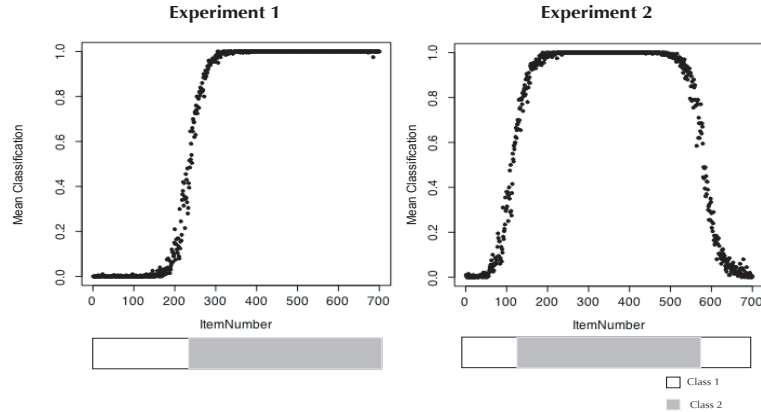 Experiment 1
Experiment 2
Mean Classification
1.0
0.8
0.6
0.4
0.2
0.0
0 100 200 300 400 500 600 700
ItemNumber
Mean Classification
1.0
0.8
0.6
0.4
0.2
0.0
0 100 200 300 400 500 600 700
ItemNumber
Class 1
Class 2